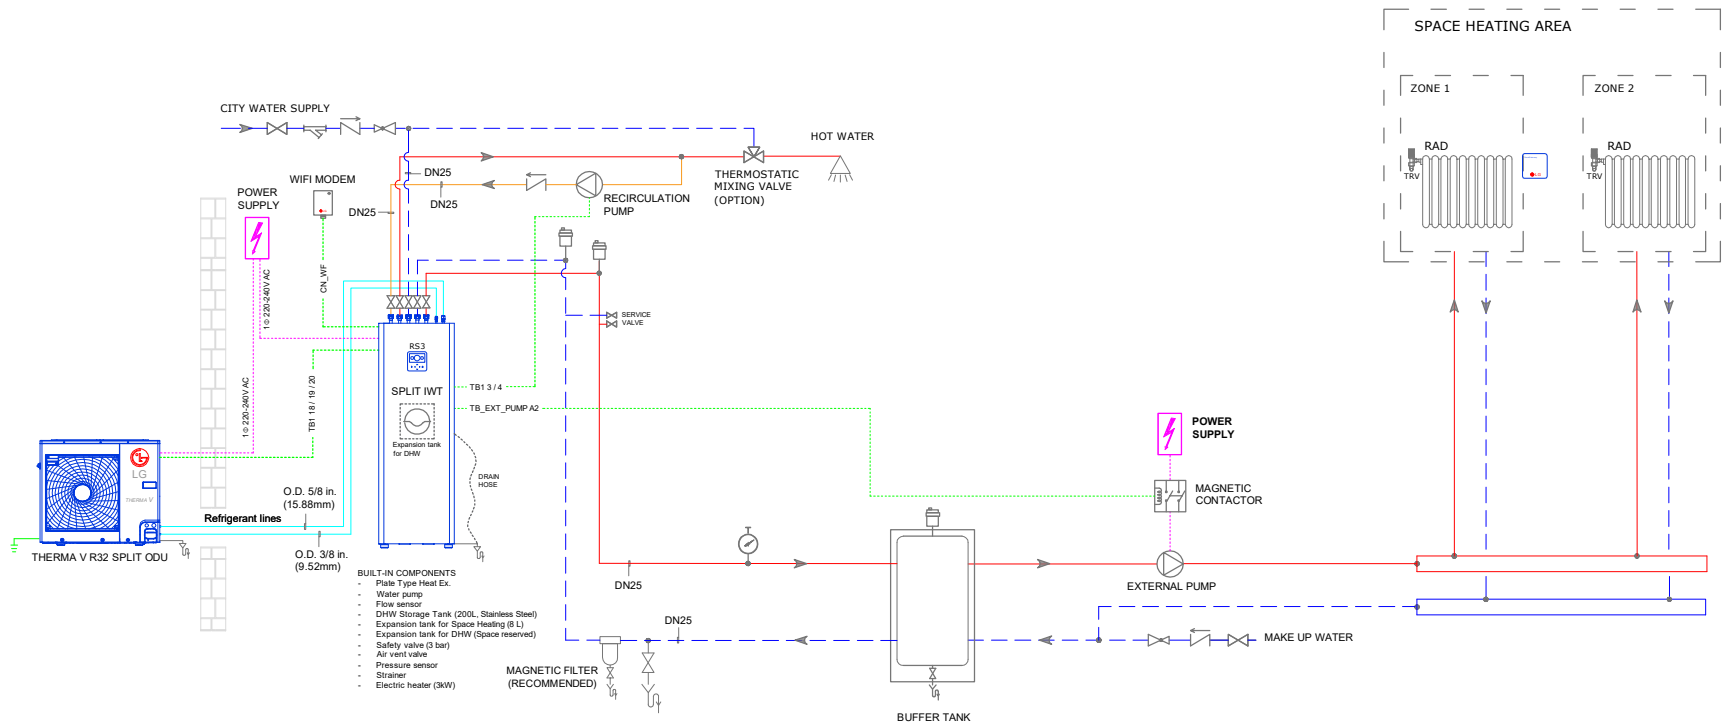 SPACE HEATING AREA
ZONE 1
ZONE 2
RAD
RAD
TRV
TRV
LG
CITY WATER SUPPLY
HOT WATER
DN25
DN25
DN25
THERMOSTATIC
MIXING VALVE
(OPTION)
RECIRCULATION
PUMP
WIFI MODEM
POWER
SUPPLY
CN_WF
1Φ 220-240V AC
1Φ 220-240V AC
TB1 18 / 19 / 20
SERVICE
VALVE
RS3
SPLIT IWT
Expansion tank
for DHW
TB1 3 / 4
TB_EXT_PUMP A2
DRAIN
HOSE
POWER
SUPPLY
MAGNETIC
CONTACTOR
LG
THERMA V
O.D. 5/8 in.
(15.88mm)
Refrigerant lines
O.D. 3/8 in.
(9.52mm)
THERMA V R32 SPLIT ODU
BUILT-IN COMPONENTS
- Plate Type Heat Ex.
- Water pump
- Flow sensor
- DHW Storage Tank (200L, Stainless Steel)
- Expansion tank for Space Heating (8 L)
- Expansion tank for DHW (Space reserved)
- Safety valve (3 bar)
- Air vent valve
- Pressure sensor
- Strainer
- Electric heater (3kW)
DN25
EXTERNAL PUMP
DN25
MAKE UP WATER
MAGNETIC FILTER
(RECOMMENDED)
BUFFER TANK